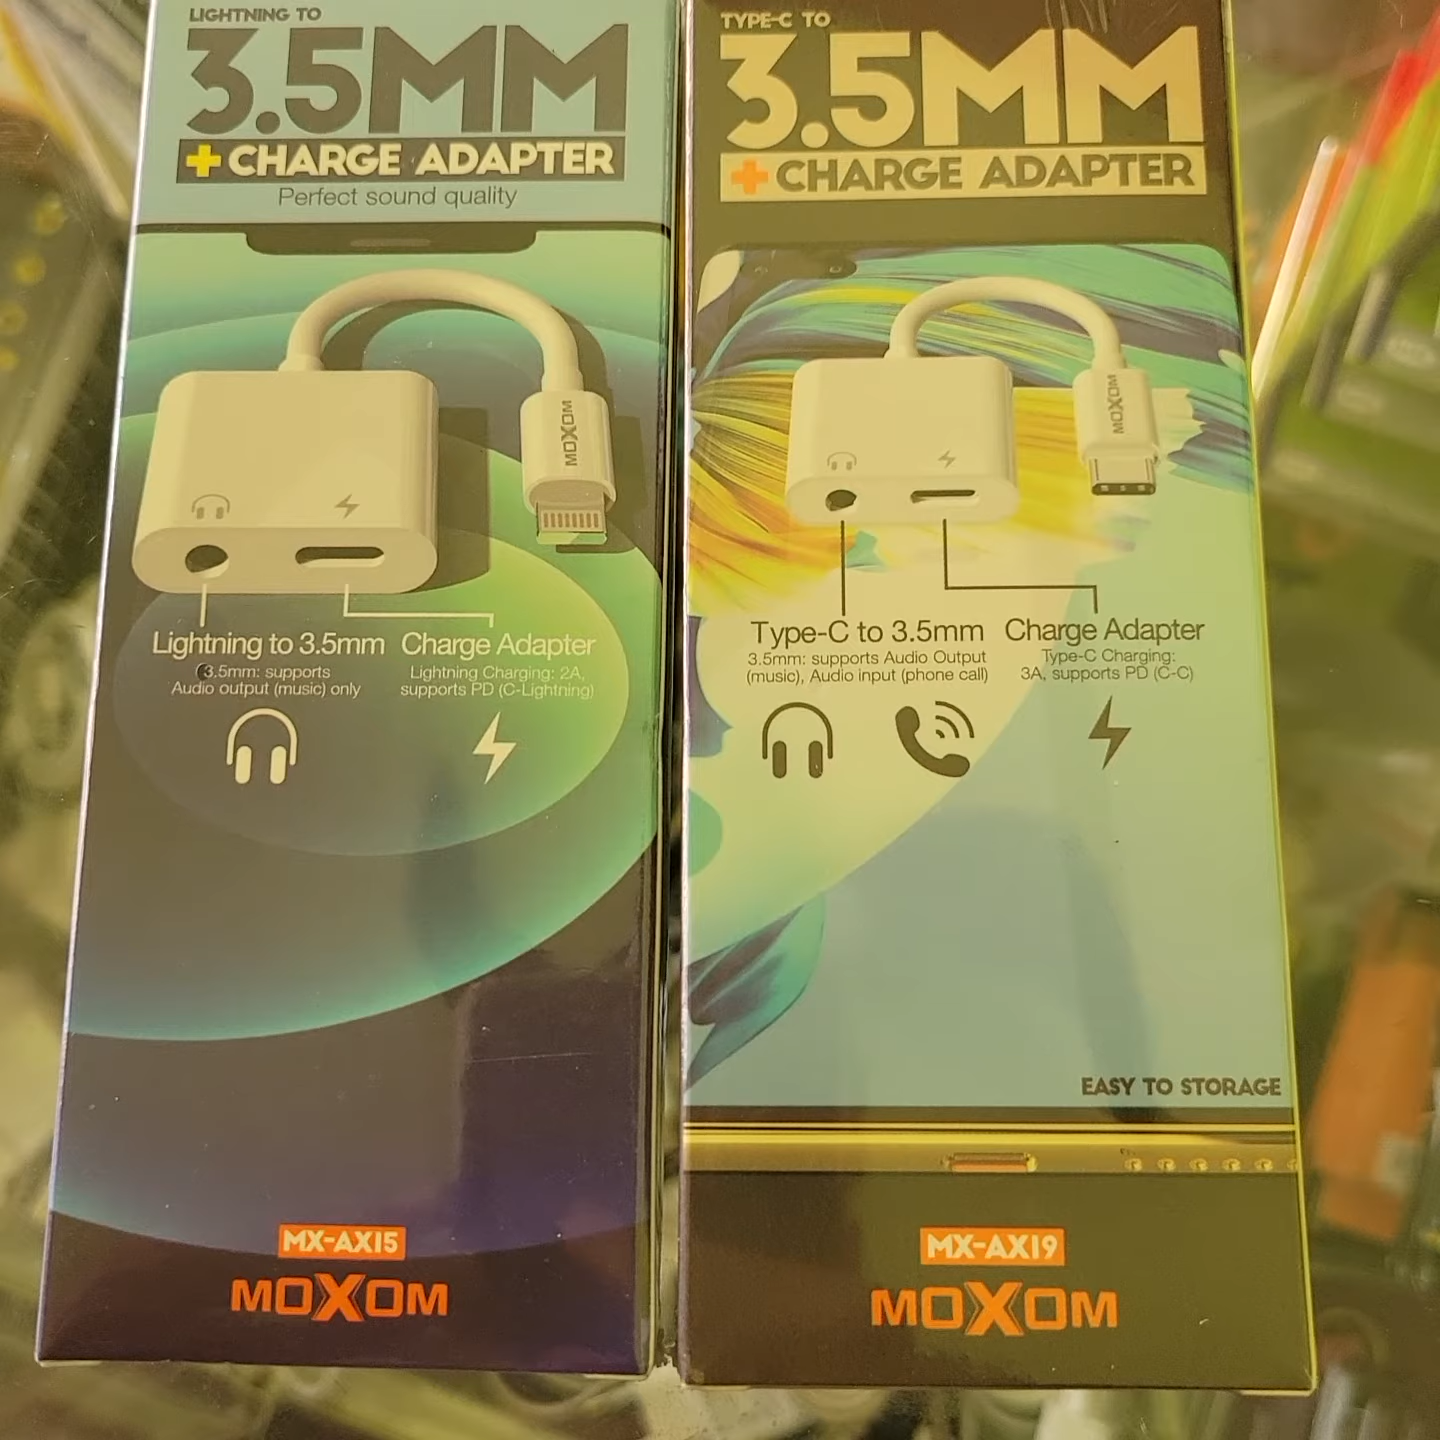 LIGHTNING TO
3.5MM
+CHARGE ADAPTER
Perfect sound quality
MOXOM
Lightning to 3.5mm
3.5mm: supports
Audio output (music) only
Charge Adapter
Lightning Charging: 2A,
supports PD (C-Lightning)
MX-AX15
MOXOM
TYPE-C TO
3.5MM
+CHARGE ADAPTER
MOXOM
Type-C to 3.5mm
3.5mm: supports Audio Output
(music), Audio input (phone call)
Charge Adapter
Type-C Charging:
3A, supports PD (C-C)
EASY TO STORAGE
MX-AX19
MOXOM